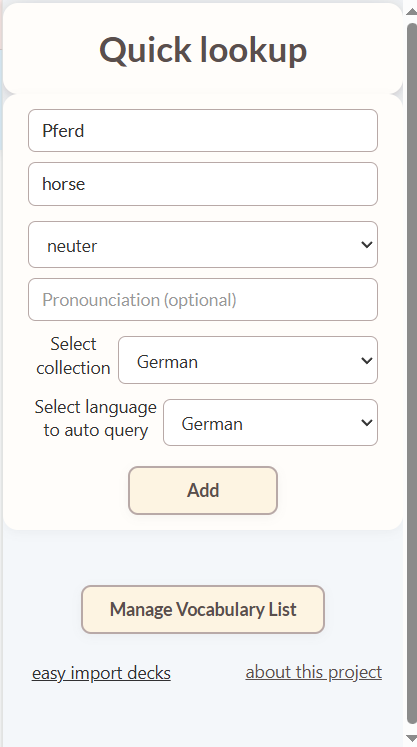 Quick lookup
Pferd
horse
neuter
Pronounciation (optional)
Select
collection
German
Select language
to auto query
German
Add
Manage Vocabulary List
easy import decks
about this project